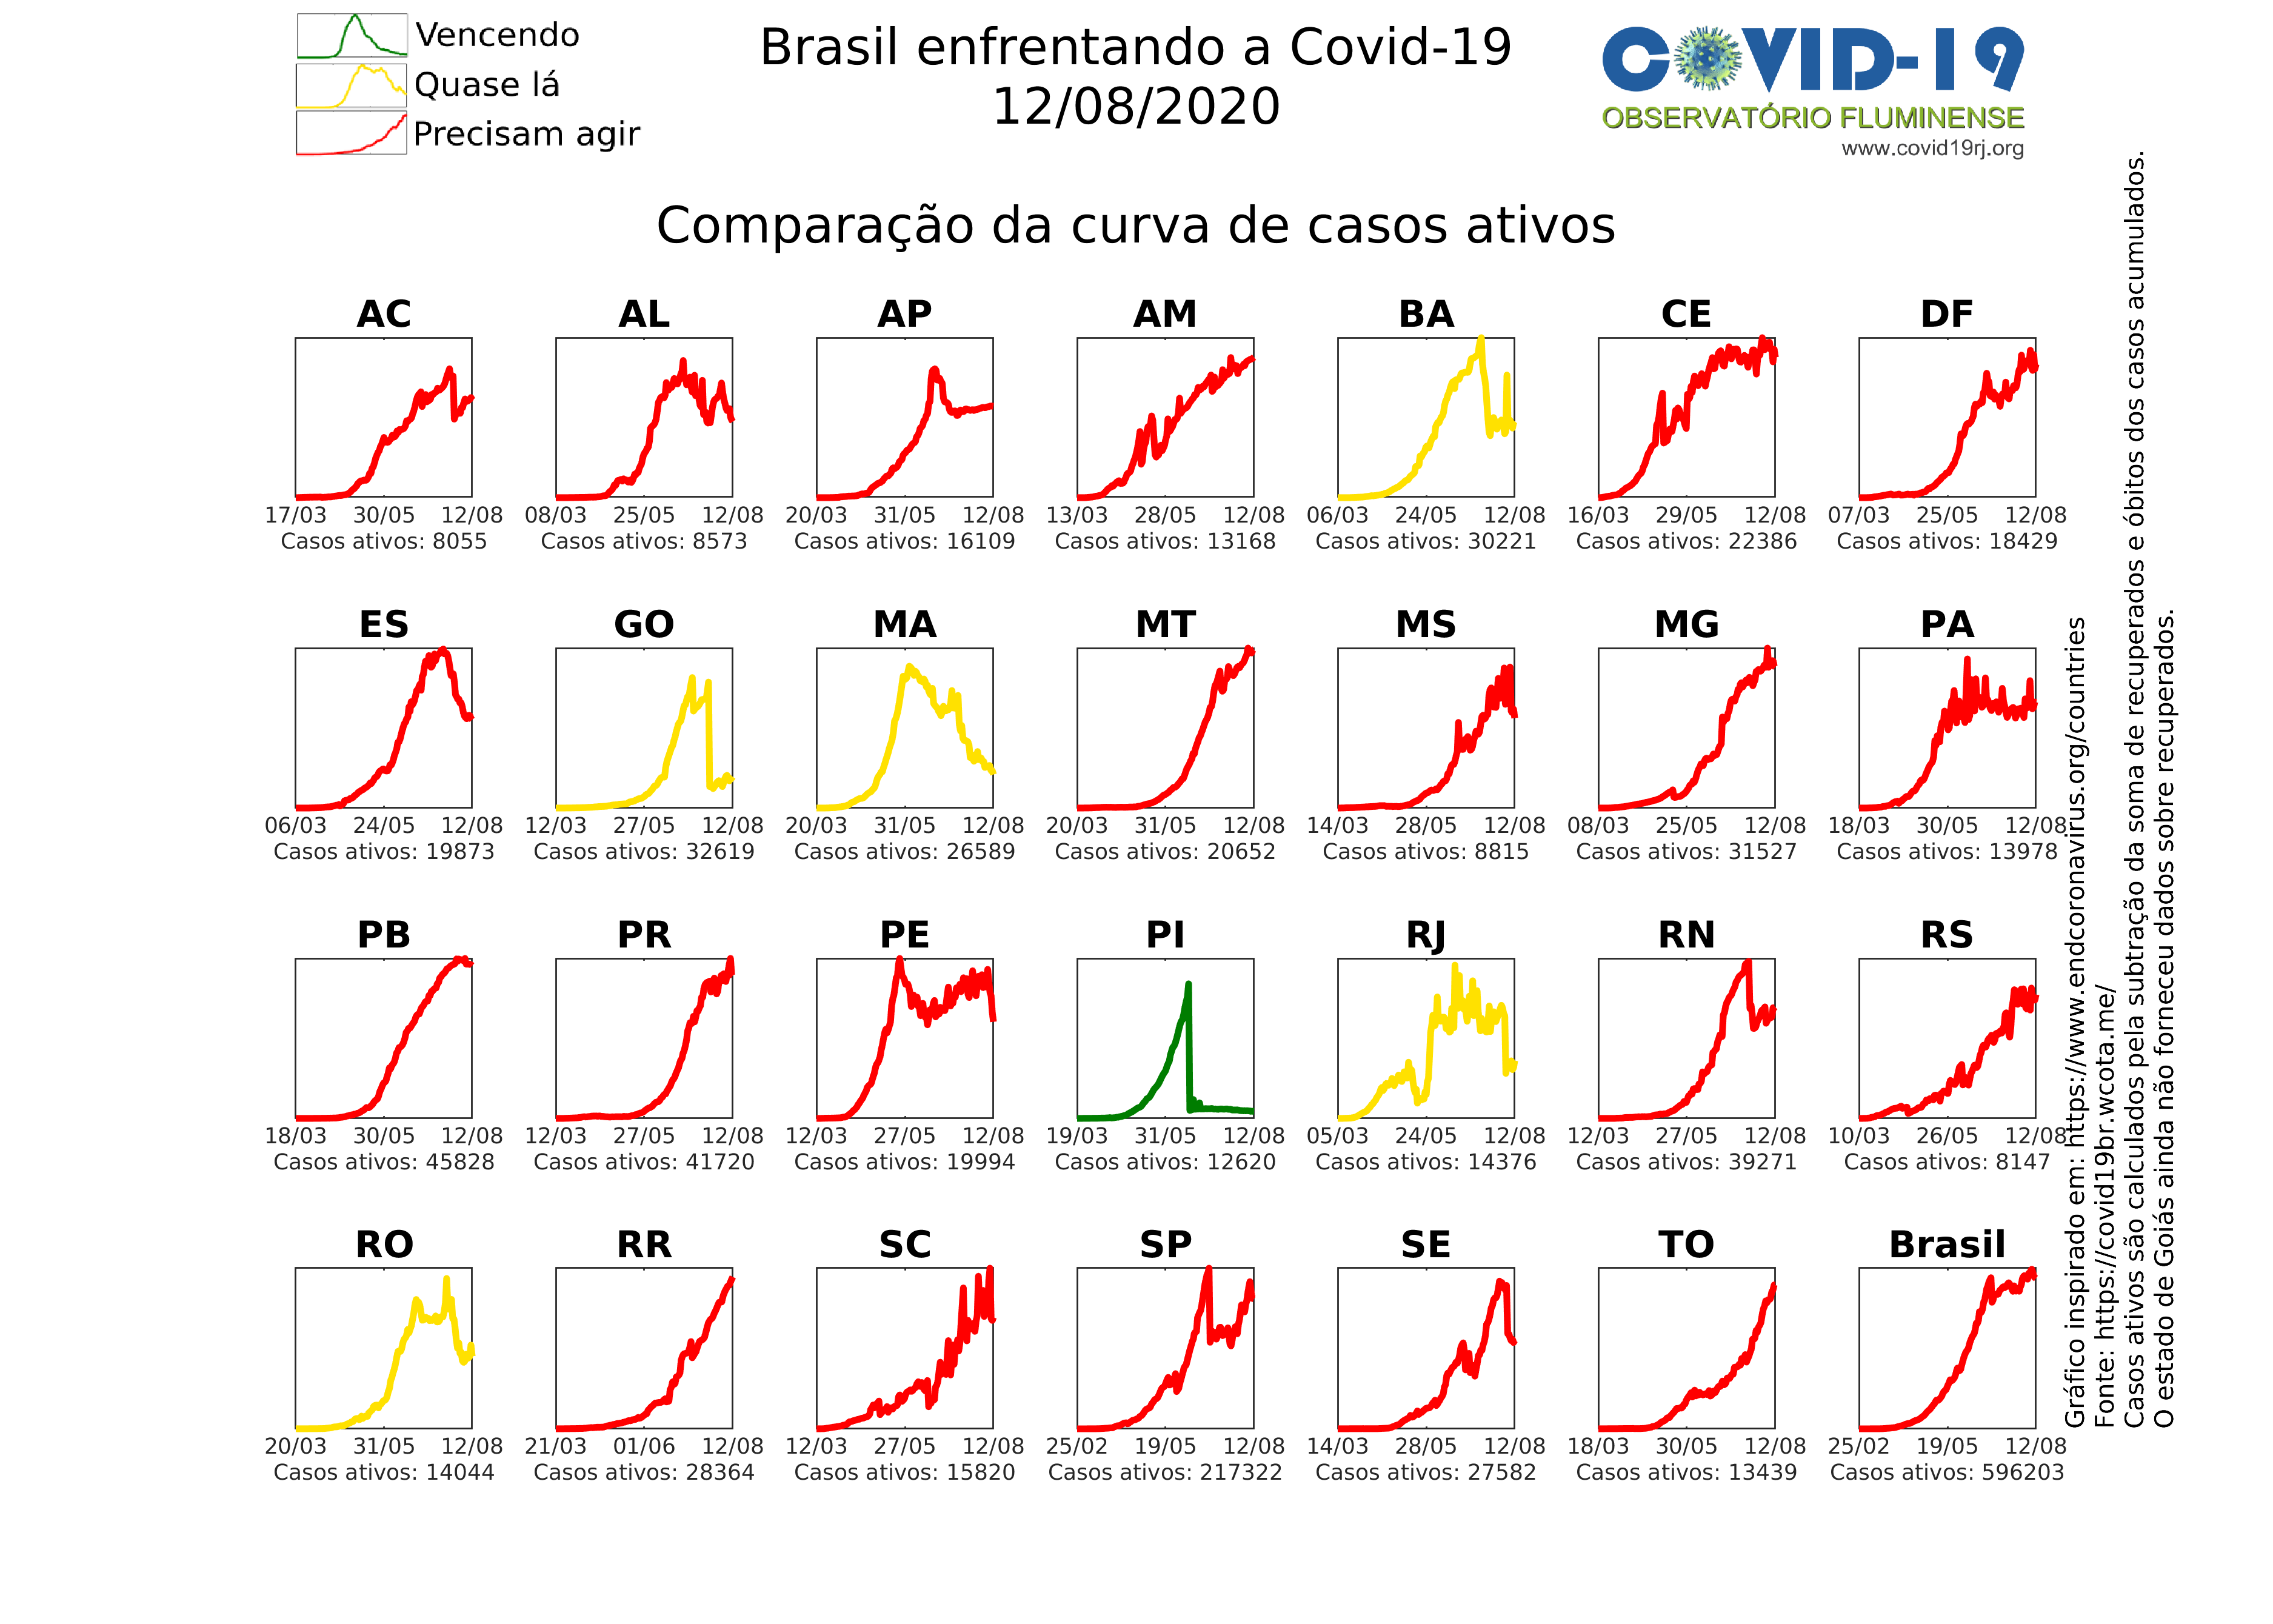 Vencendo
Quase lá
Precisam agir
Brasil enfrentando a Covid-19
12/08/2020
COVID-19
OBSERVATÓRIO FLUMINENSE
www.covid19rj.org
Comparação da curva de casos ativos
AC
17/03 30/05 12/08
Casos ativos: 8055
AL
08/03 25/05 12/08
Casos ativos: 8573
AP
20/03 31/05 12/08
Casos ativos: 16109
AM
13/03 28/05 12/08
Casos ativos: 13168
BA
06/03 24/05 12/08
Casos ativos: 30221
CE
16/03 29/05 12/08
Casos ativos: 22386
DF
07/03 25/05 12/08
Casos ativos: 18429
ES
06/03 24/05 12/08
Casos ativos: 19873
GO
12/03 27/05 12/08
Casos ativos: 32619
MA
20/03 31/05 12/08
Casos ativos: 26589
MT
20/03 31/05 12/08
Casos ativos: 20652
MS
14/03 28/05 12/08
Casos ativos: 8815
MG
08/03 25/05 12/08
Casos ativos: 31527
PA
18/03 30/05 12/08
Casos ativos: 13978
PB
18/03 30/05 12/08
Casos ativos: 45828
PR
12/03 27/05 12/08
Casos ativos: 41720
PE
12/03 27/05 12/08
Casos ativos: 19994
PI
19/03 31/05 12/08
Casos ativos: 12620
RJ
05/03 24/05 12/08
Casos ativos: 14376
RN
12/03 27/05 12/08
Casos ativos: 39271
RS
10/03 26/05 12/08
Casos ativos: 8147
RO
20/03 31/05 12/08
Casos ativos: 14044
RR
21/03 01/06 12/08
Casos ativos: 28364
SC
12/03 27/05 12/08
Casos ativos: 15820
SP
25/02 19/05 12/08
Casos ativos: 217322
SE
14/03 28/05 12/08
Casos ativos: 27582
TO
18/03 30/05 12/08
Casos ativos: 13439
Brasil
25/02 19/05 12/08
Casos ativos: 596203
Gráfico inspirado em: https://www.endcoronavirus.org/countries
Fonte: https://covid19br.wcota.me/
Casos ativos são calculados pela subtração da soma de recuperados e óbitos dos casos acumulados.
O estado de Goiás ainda não forneceu dados sobre recuperados.